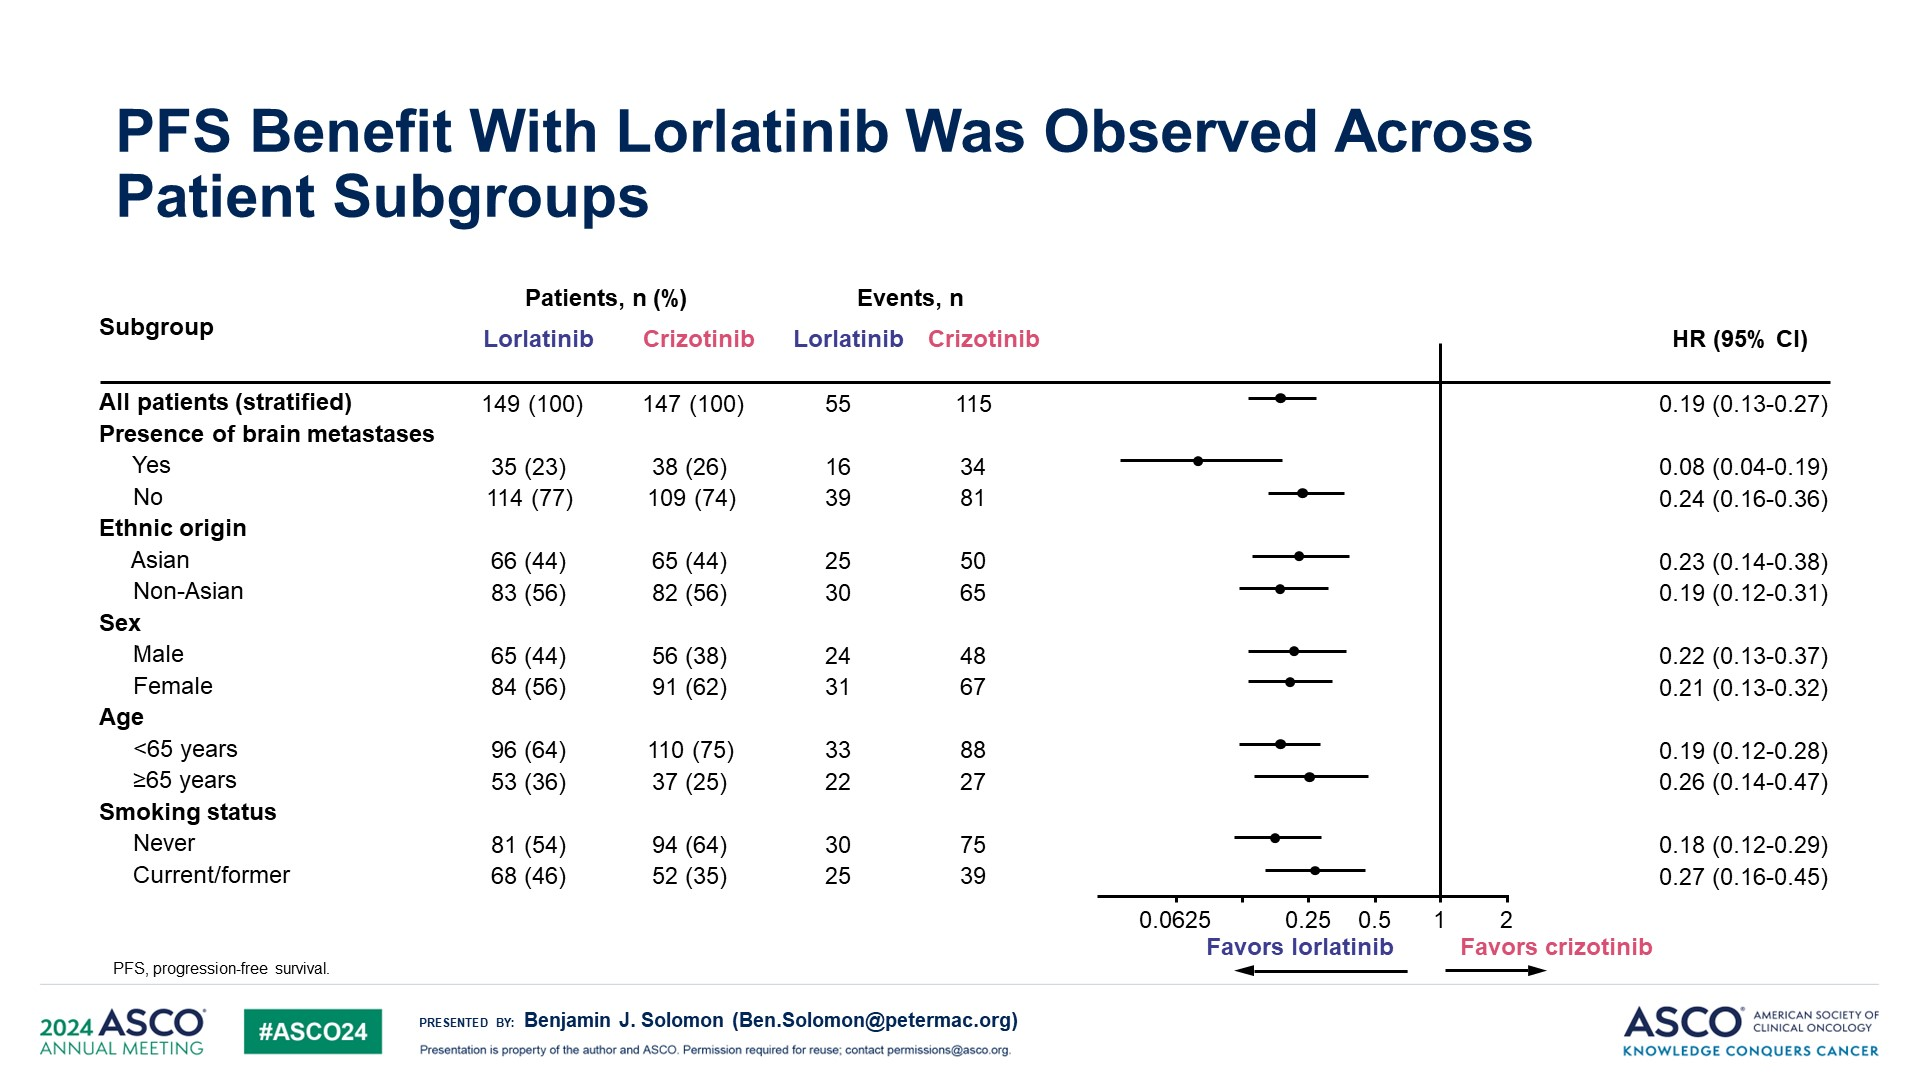 PFS Benefit With Lorlatinib Was Observed Across
Patient Subgroups
Patients, n (%) Events, n
Subgroup
Lorlatinib Crizotinib Lorlatinib Crizotinib HR (95% CI)
All patients (stratified) 149 (100) 147 (100) 55 115 0.19 (0.13-0.27)
Presence of brain metastases
Yes 35 (23) 38 (26) 16 34 0.08 (0.04-0.19)
No 114 (77) 109 (74) 39 81 0.24 (0.16-0.36)
Ethnic origin
Asian 66 (44) 65 (44) 25 50 0.23 (0.14-0.38)
Non-Asian 83 (56) 82 (56) 30 65 0.19 (0.12-0.31)
Sex
Male 65 (44) 56 (38) 24 48 0.22 (0.13-0.37)
Female 84 (56) 91 (62) 31 67 0.21 (0.13-0.32)
Age
<65 years 96 (64) 110 (75) 33 88 0.19 (0.12-0.28)
≥65 years 53 (36) 37 (25) 22 27 0.26 (0.14-0.47)
Smoking status
Never 81 (54) 94 (64) 30 75 0.18 (0.12-0.29)
Current/former 68 (46) 52 (35) 25 39 0.27 (0.16-0.45)
0.0625 0.25 0.5 1 2
Favors lorlatinib Favors crizotinib
PFS, progression-free survival.
2024 ASCO®
ANNUAL MEETING
#ASCO24
PRESENTED BY: Benjamin J. Solomon (Ben.Solomon@petermac.org)
Presentation is property of the author and ASCO. Permission required for reuse; contact permissions@asco.org.
ASCO® AMERICAN SOCIETY OF
CLINICAL ONCOLOGY
KNOWLEDGE CONQUERS CANCER